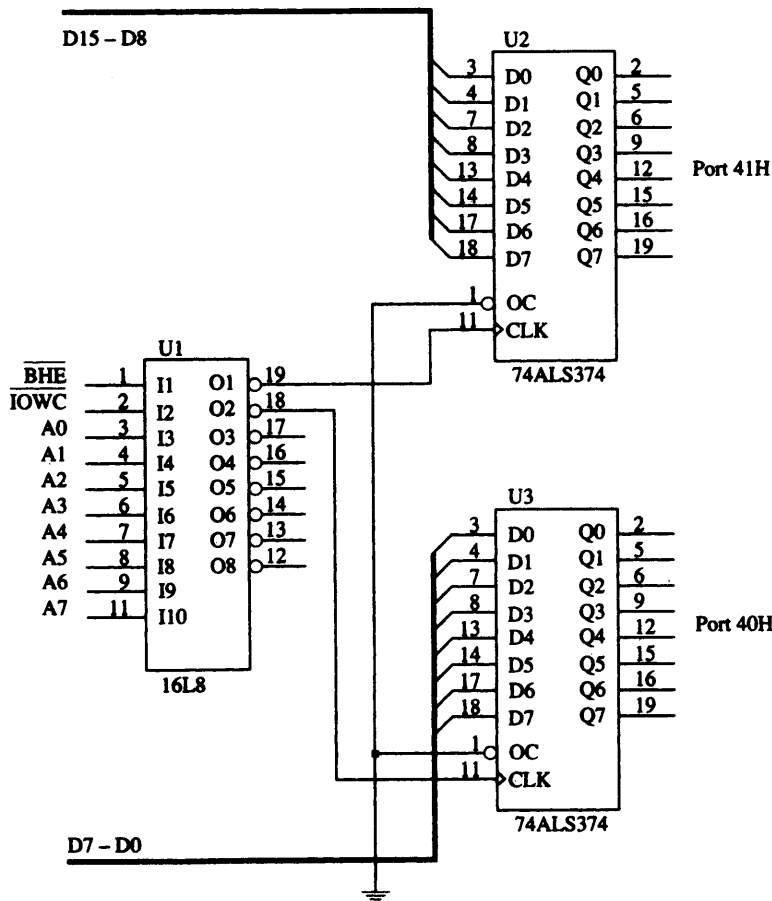 D15 – D8
U2
3 D0 Q0 2
4 D1 Q1 5
7 D2 Q2 6
8 D3 Q3 9
13 D4 Q4 12
14 D5 Q5 15
17 D6 Q6 16
18 D7 Q7 19
Port 41H
1 OC
11 CLK
74ALS374
U1
BHE 1 I1 O1 19
IOWC 2 I2 O2 18
A0 3 I3 O3 17
A1 4 I4 O4 16
A2 5 I5 O5 15
A3 6 I6 O6 14
A4 7 I7 O7 13
A5 8 I8 O8 12
A6 9 I9
A7 11 I10
16L8
U3
3 D0 Q0 2
4 D1 Q1 5
7 D2 Q2 6
8 D3 Q3 9
13 D4 Q4 12
14 D5 Q5 15
17 D6 Q6 16
18 D7 Q7 19
Port 40H
1 OC
11 CLK
74ALS374
D7 – D0